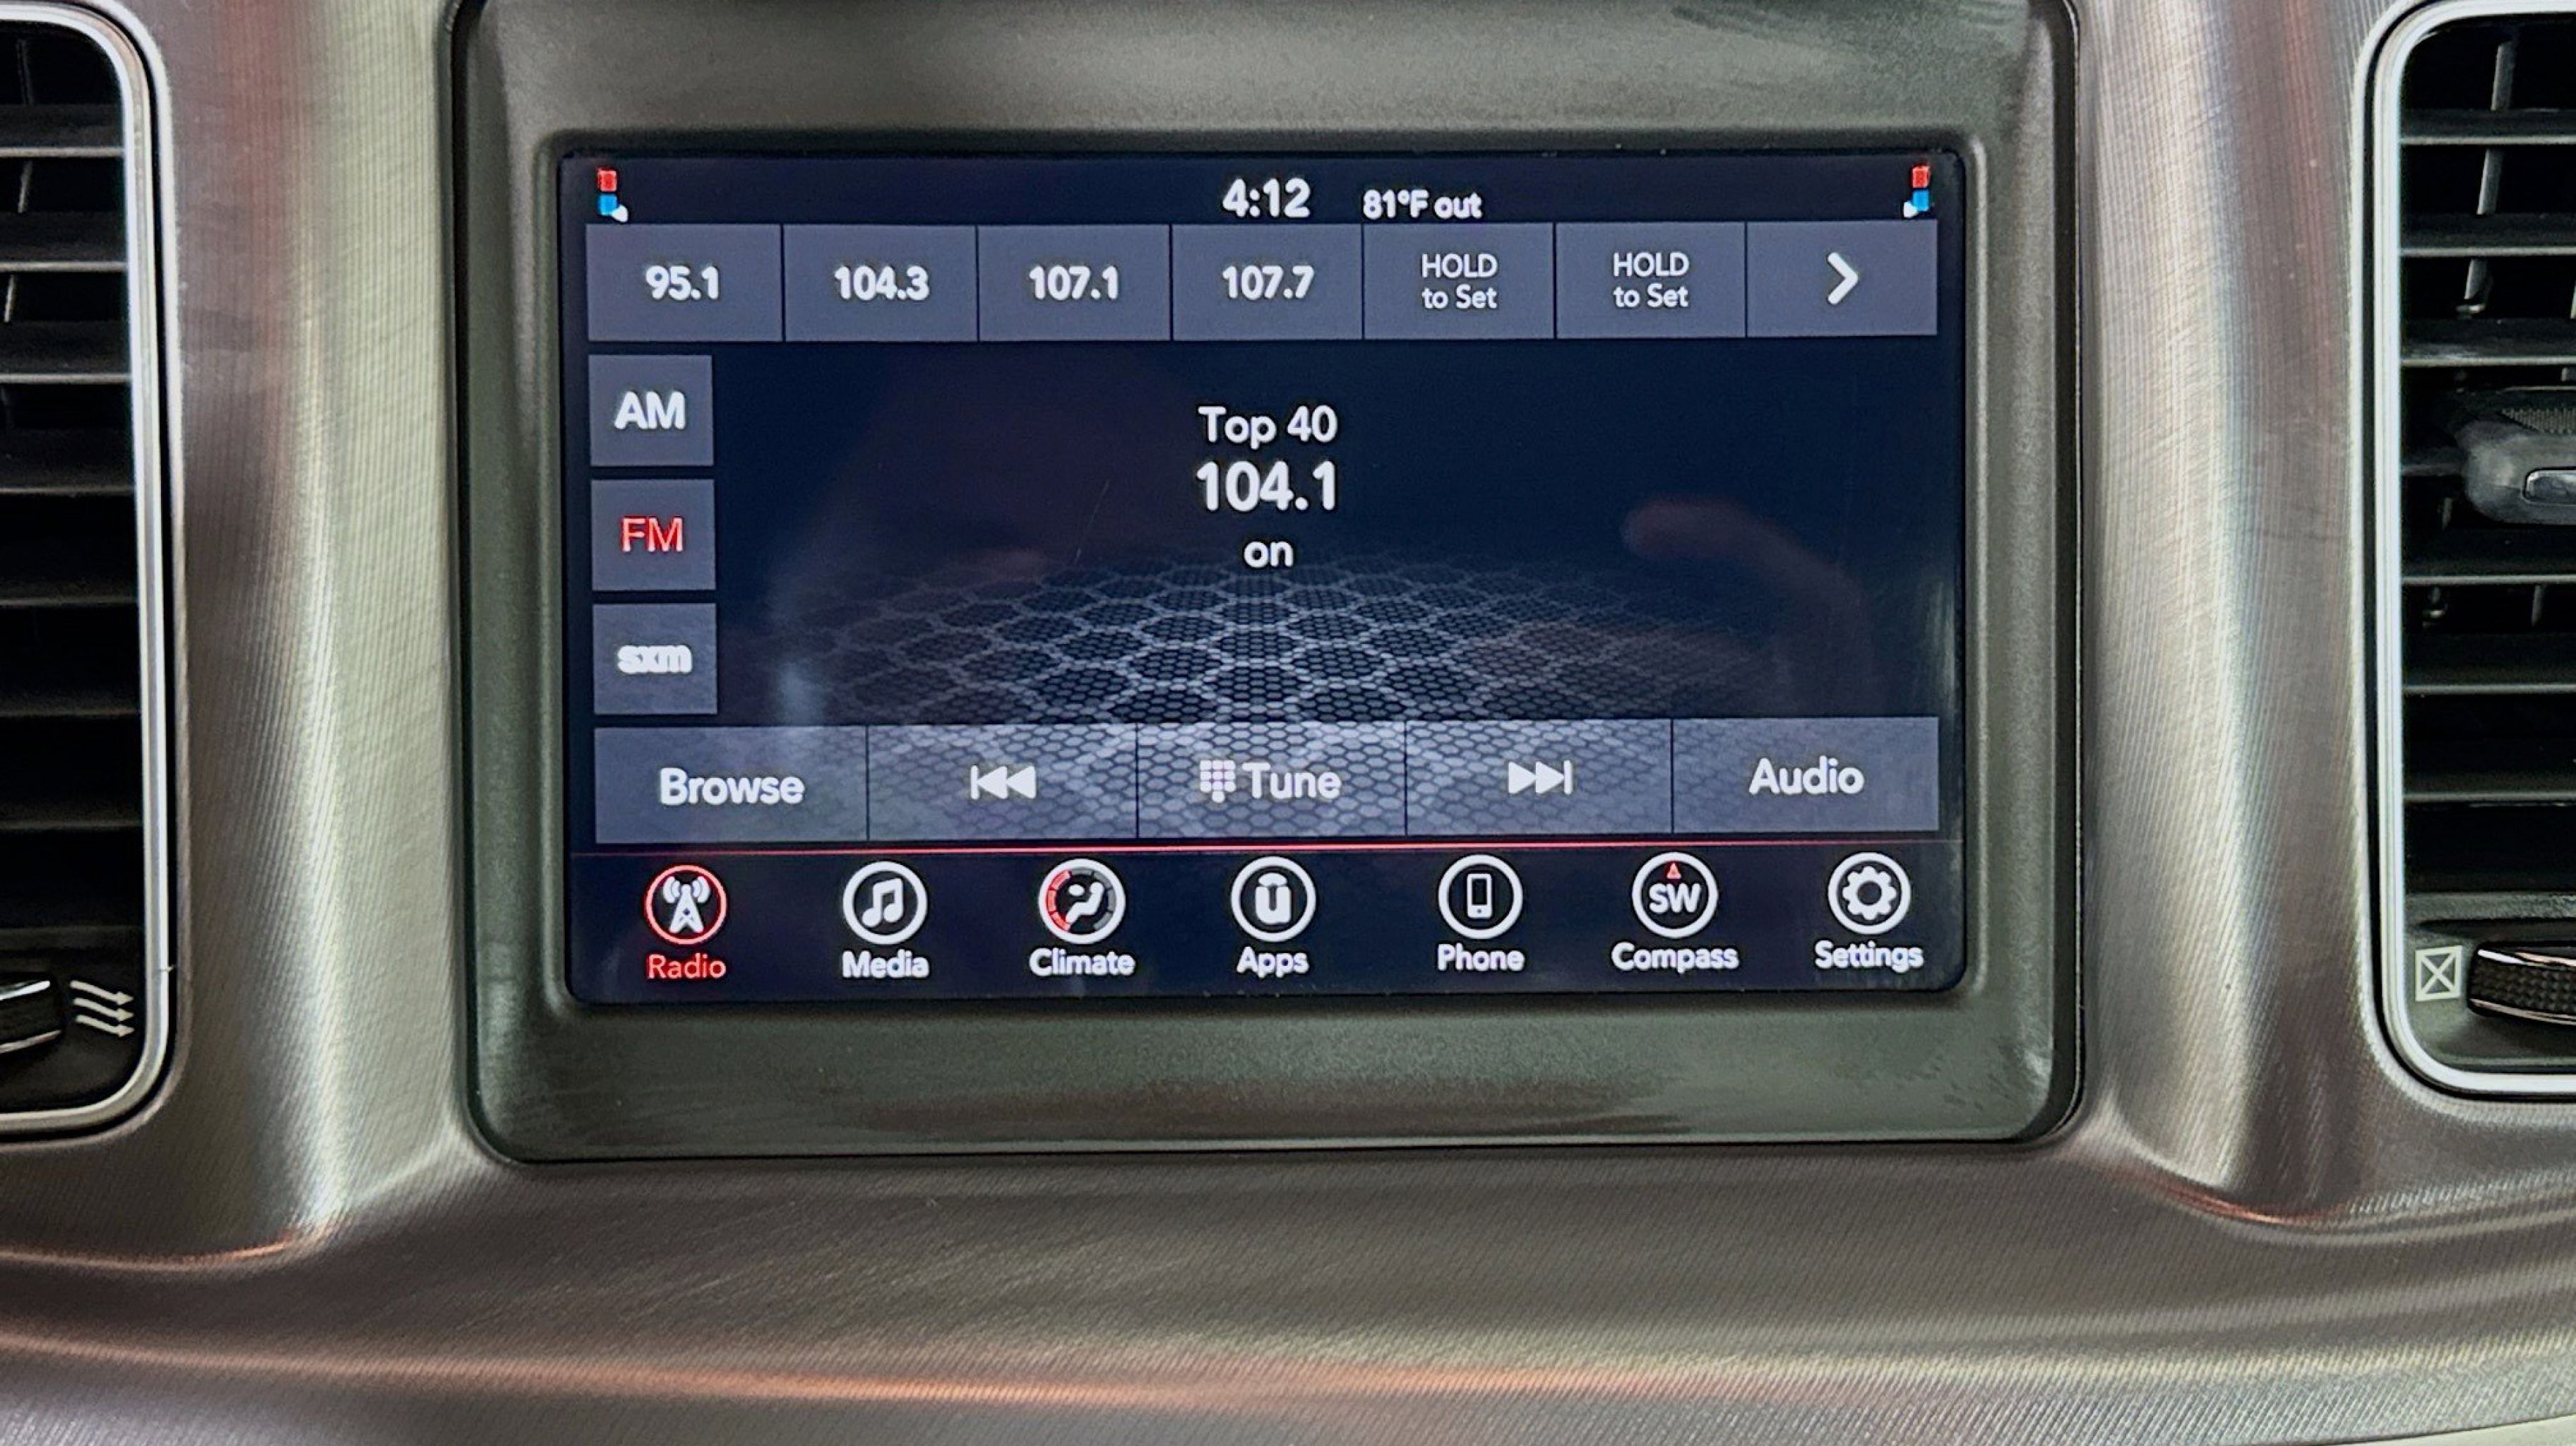 4:12 81°F out
95.1 104.3 107.1 107.7 HOLD to Set HOLD to Set
AM
Top 40
104.1
FM
on
sxm
Browse Tune Audio
SW
Radio Media Climate Apps Phone Compass Settings